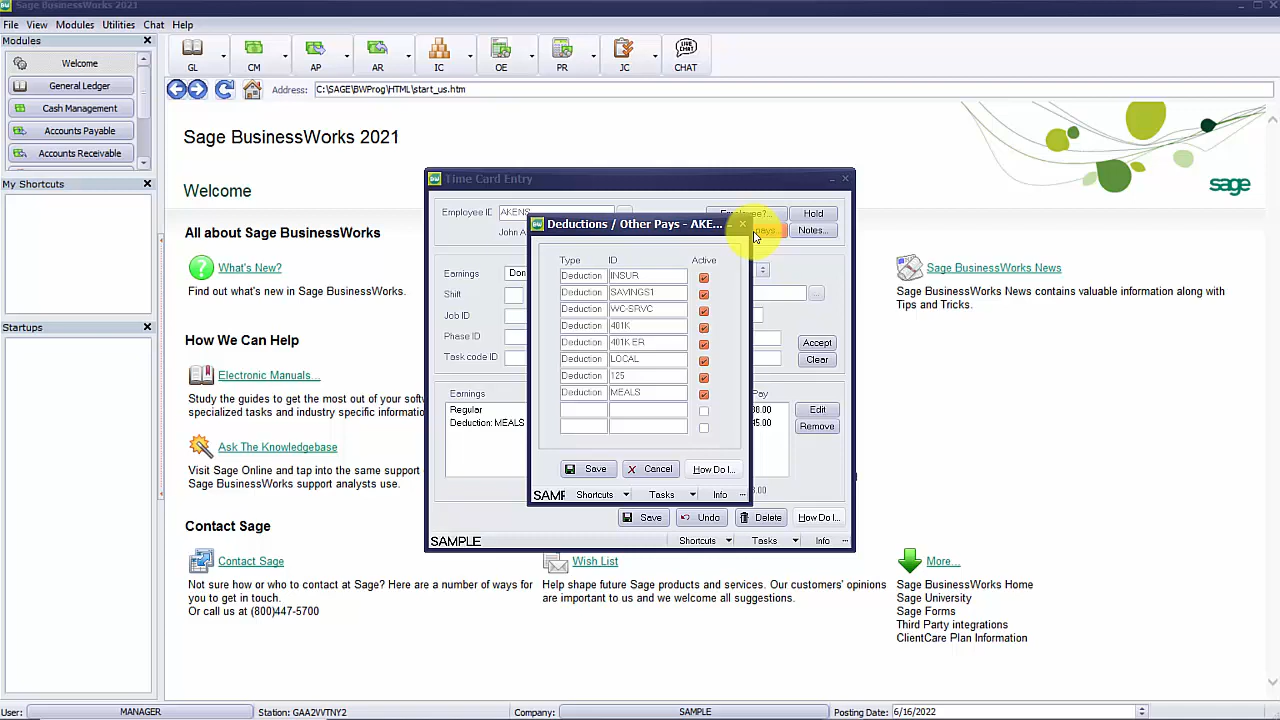 Sage BusinessWorks 2021
File View Modules Utilities Chat Help
Modules
Welcome
General Ledger
Cash Management
Accounts Payable
Accounts Receivable
My Shortcuts
Startups
GL CM AP AR IC OE PR JC CHAT
Address: C:\SAGE\BWProg\HTML\start_us.htm
Sage BusinessWorks 2021
Welcome
sage
All about Sage BusinessWorks
What's New?
Find out what's new in Sage BusinessWorks.
How We Can Help
Electronic Manuals...
Study the guides to get the most out of your
specialized tasks and industry specific
Ask The Knowledgebase
Visit Sage Online and tap into the same support
Sage BusinessWorks support analysts use.
Contact Sage
Contact Sage
Not sure how or who to contact at Sage? Here are a number of ways for
you to get in touch.
Or call us at (800)447-5700
Wish List
Help shape future Sage products and services. Our customers' opinions
are important to us and we welcome all suggestions.
Sage BusinessWorks News
Sage BusinessWorks News contains valuable information along with
Tips and Tricks.
More...
Sage BusinessWorks Home
Sage University
Sage Forms
Third Party integrations
ClientCare Plan Information
Time Card Entry
Employee ID AKENS
John A
Employee?... Hold
pays... Notes...
Earnings
Shift
Job ID
Phase ID
Task code ID
Accept
Clear
Earnings Pay
Regular 00.00
Deduction: MEALS 45.00
Edit
Remove
Save Undo Delete How Do I...
SAMPLE Shortcuts Tasks Info
Deductions / Other Pays - AKE...
Type ID Active
Deduction INSUR
Deduction SAVINGS1
Deduction WC-SRVC
Deduction 401K
Deduction 401K ER
Deduction LOCAL
Deduction 125
Deduction MEALS
Save Cancel How Do I...
SAMF Shortcuts Tasks Info
User: MANAGER Station: GAA2VVTNY2 Company: SAMPLE Posting Date: 6/16/2022